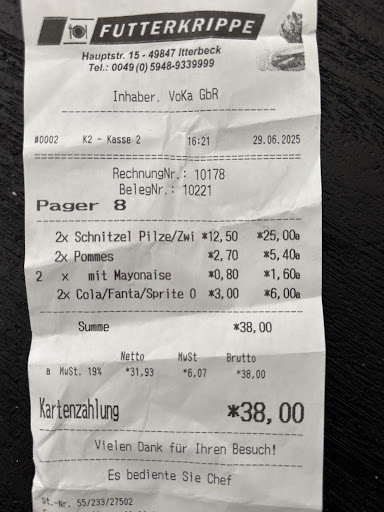 FUTTERKRIPPE
Hauptstr. 15 - 49847 Itterbeck
Tel.: 0049 (0) 5948-9339999
Inhaber. VoKa GbR
#0002 K2 - Kasse 2 16:21 29.06.2025
RechnungNr.: 10178
BelegNr.: 10221
Pager 8
2x Schnitzel Pilze/Zwi *12,50 *25,00a
2x Pommes *2,70 *5,40a
2 x mit Mayonaise *0,80 *1,60a
2x Cola/Fanta/Sprite 0 *3,00 *6,00a
Summe *38,00
Netto MuSt Brutto
a MuSt. 19% *31,93 *6,07 *38,00
Kartenzahlung *38,00
Vielen Dank für Ihren Besuch!
Es bediente Sie Chef
St.-Nr. 55/233/27502